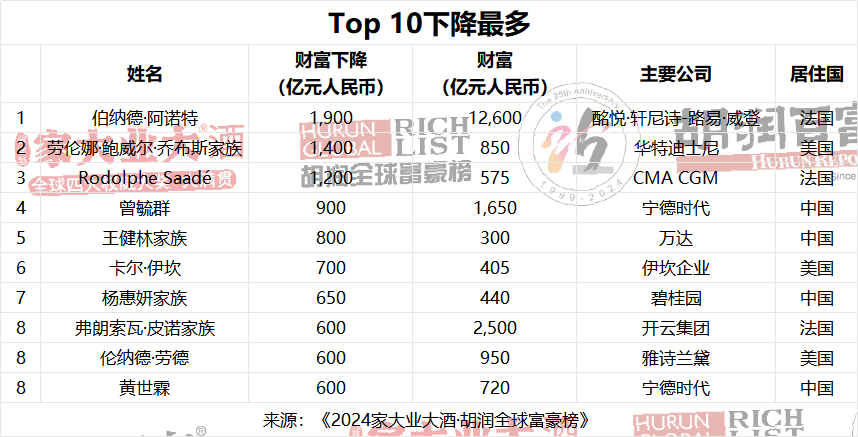 Top 10下降最多
姓名 财富下降（亿元人民币） 财富（亿元人民币） 主要公司 居住国
1 伯纳德·阿诺特 1,900 12,600 酩悦·轩尼诗-路易·威登 法国
2 劳伦娜·鲍威尔·乔布斯家族 1,400 850 华特迪士尼 美国
3 Rodolphe Saadé 1,200 575 CMA CGM 法国
4 曾毓群 900 1,650 宁德时代 中国
5 王健林家族 800 300 万达 中国
6 卡尔·伊坎 700 405 伊坎企业 美国
7 杨惠妍家族 650 440 碧桂园 中国
8 弗朗索瓦·皮诺家族 600 2,500 开云集团 法国
8 伦纳德·劳德 600 950 雅诗兰黛 美国
8 黄世霖 600 720 宁德时代 中国
来源：《2024家大业大酒·胡润全球富豪榜》
家大业大酒
HURUN GLOBAL RICH LIST
胡润全球富豪榜
The 25th Anniversary
1999-2024
胡润百富
HURUN REPORT
HURUN RICH LIST